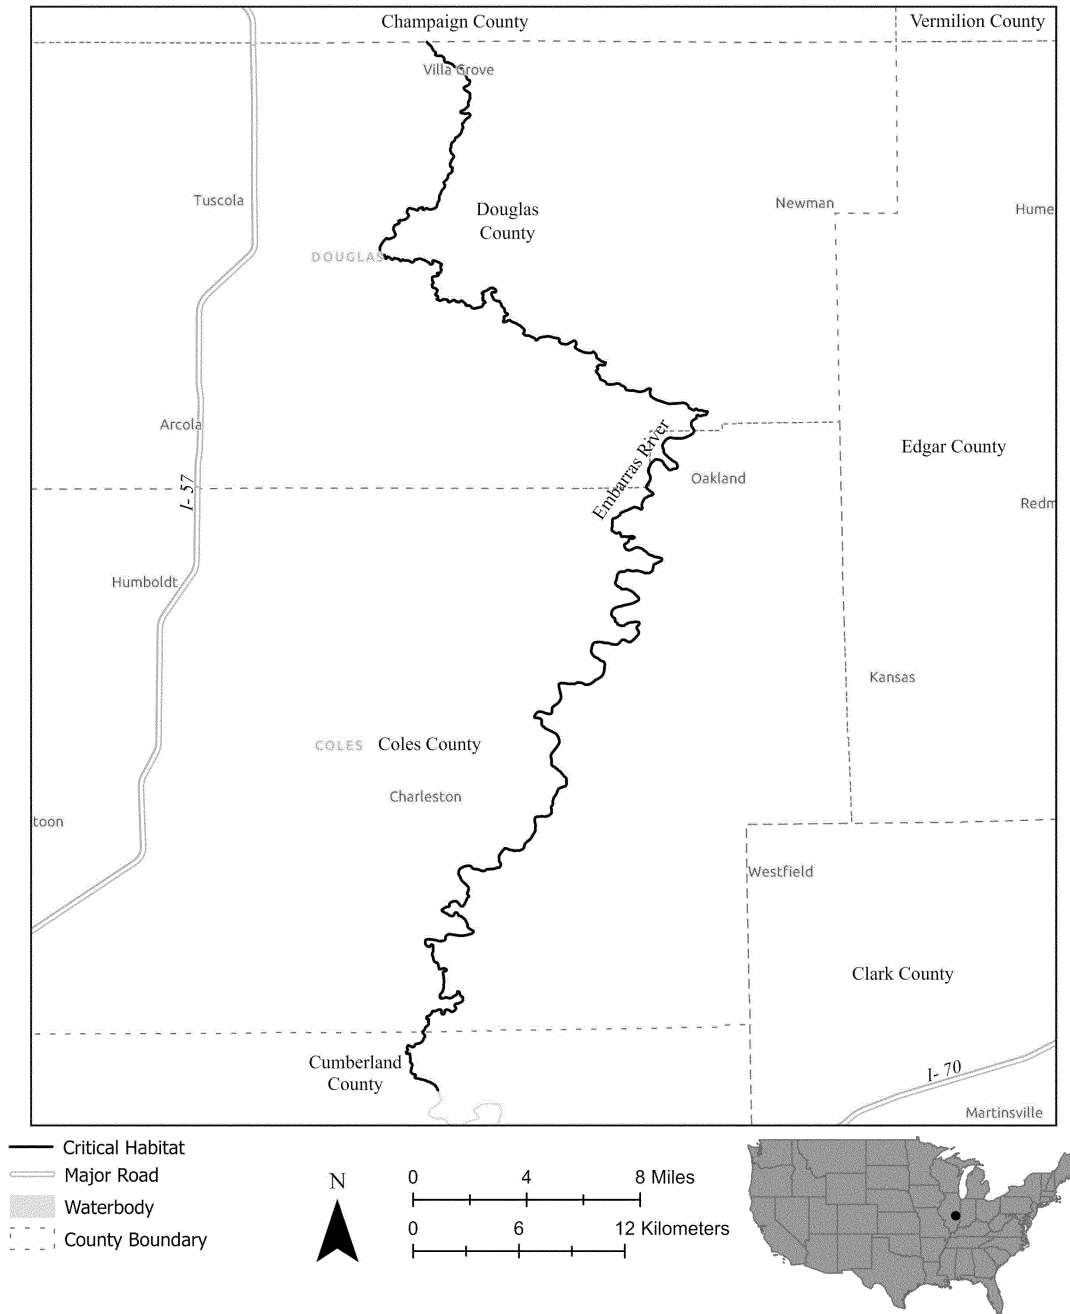 Champaign County
Vermilion County
Villa Grove
Tuscola
Newman
Hume
Douglas
County
DOUGLAS
Arcola
Embarras River
Edgar County
Oakland
I- 57
Redm
Humboldt
Kansas
COLES
Coles County
Charleston
toon
Westfield
Clark County
Cumberland
County
I- 70
Martinsville
Critical Habitat
Major Road
Waterbody
County Boundary
N
0 4 8 Miles
0 6 12 Kilometers